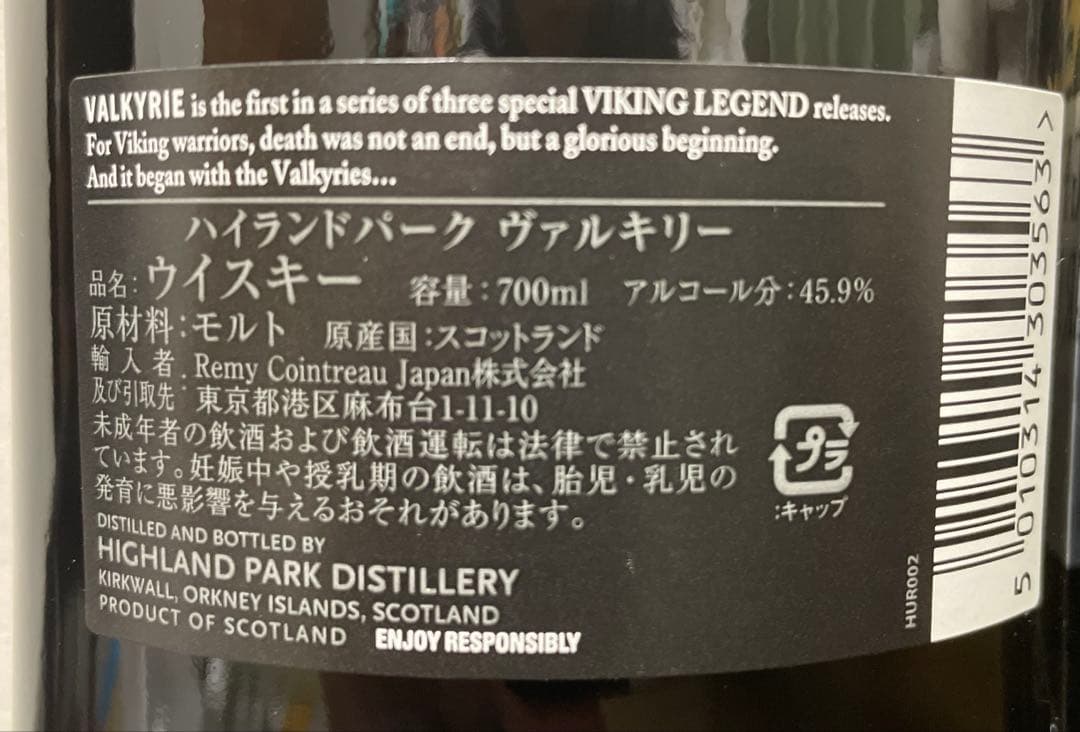 VALKYRIE is the first in a series of three special VIKING LEGEND releases.
For Viking warriors, death was not an end, but a glorious beginning.
And it began with the Valkyries...
ハイランドパーク ヴァルキリー
品名：ウイスキー 容量：700ml アルコール分：45.9%
原材料：モルト 原産国：スコットランド
輸入者及び引取先：Remy Cointreau Japan株式会社
東京都港区麻布台1-11-10
未成年者の飲酒および飲酒運転は法律で禁止され
ています。妊娠中や授乳期の飲酒は、胎児・乳児の
発育に悪影響を与えるおそれがあります。
プラ
：キャップ
DISTILLED AND BOTTLED BY
HIGHLAND PARK DISTILLERY
KIRKWALL, ORKNEY ISLANDS, SCOTLAND
PRODUCT OF SCOTLAND ENJOY RESPONSIBLY
HUR002
5 010314 303563 >